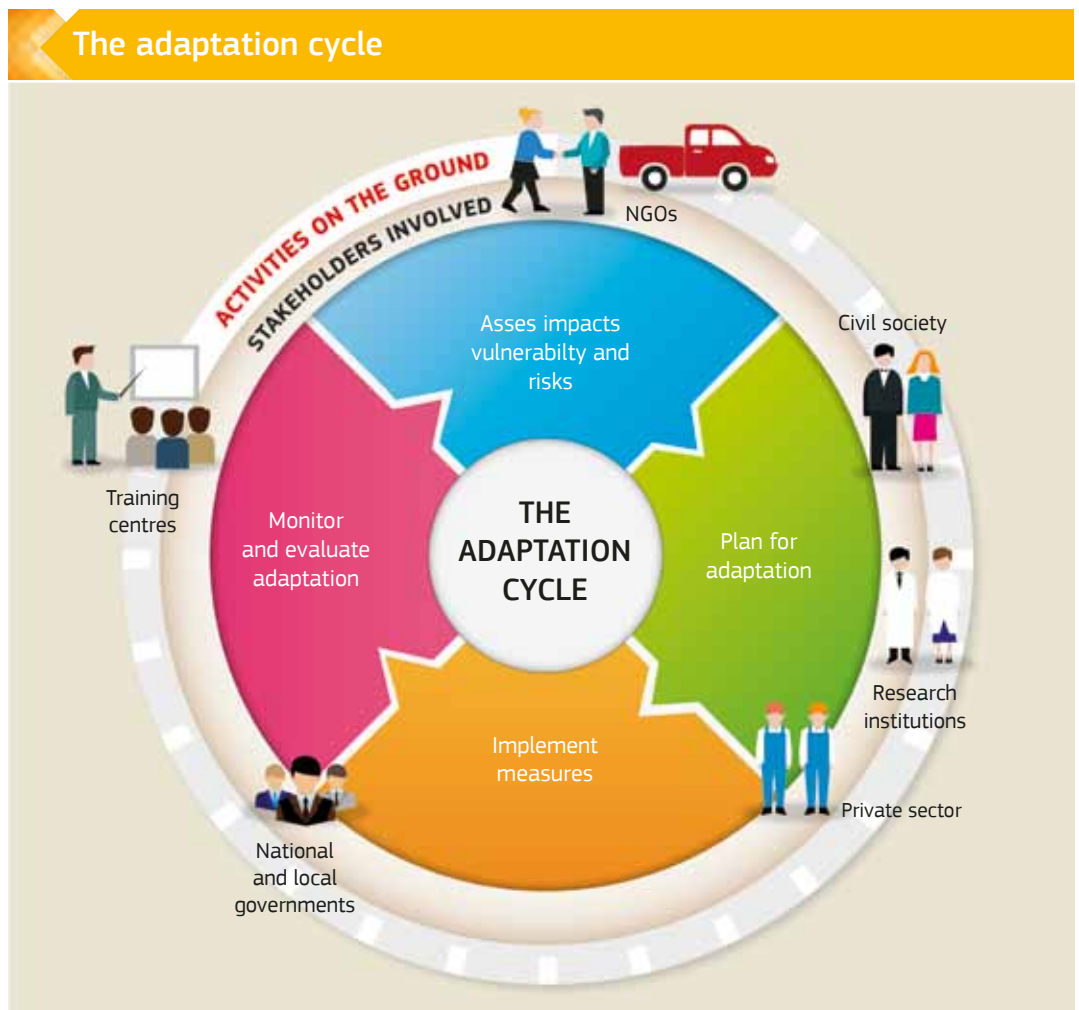 The adaptation cycle
ACTIVITIES ON THE GROUND
STAKEHOLDERS INVOLVED
NGOs
Civil society
Asses impacts
vulnerabilty and
risks
Training
centres
Monitor
and evaluate
adaptation
THE
ADAPTATION
CYCLE
Plan for
adaptation
Research
institutions
Implement
measures
Private sector
National
and local
governments